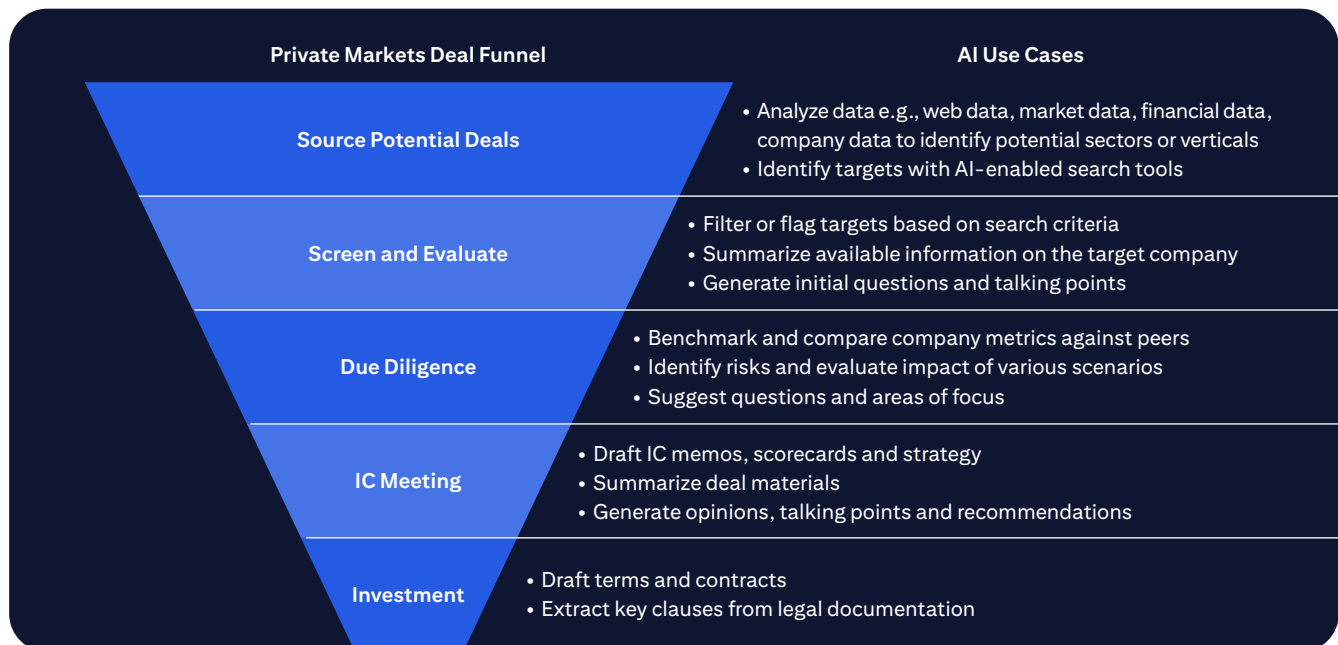 Private Markets Deal Funnel
AI Use Cases
Source Potential Deals
• Analyze data e.g., web data, market data, financial data,
company data to identify potential sectors or verticals
• Identify targets with AI-enabled search tools
Screen and Evaluate
• Filter or flag targets based on search criteria
• Summarize available information on the target company
• Generate initial questions and talking points
Due Diligence
• Benchmark and compare company metrics against peers
• Identify risks and evaluate impact of various scenarios
• Suggest questions and areas of focus
IC Meeting
• Draft IC memos, scorecards and strategy
• Summarize deal materials
• Generate opinions, talking points and recommendations
Investment
• Draft terms and contracts
• Extract key clauses from legal documentation